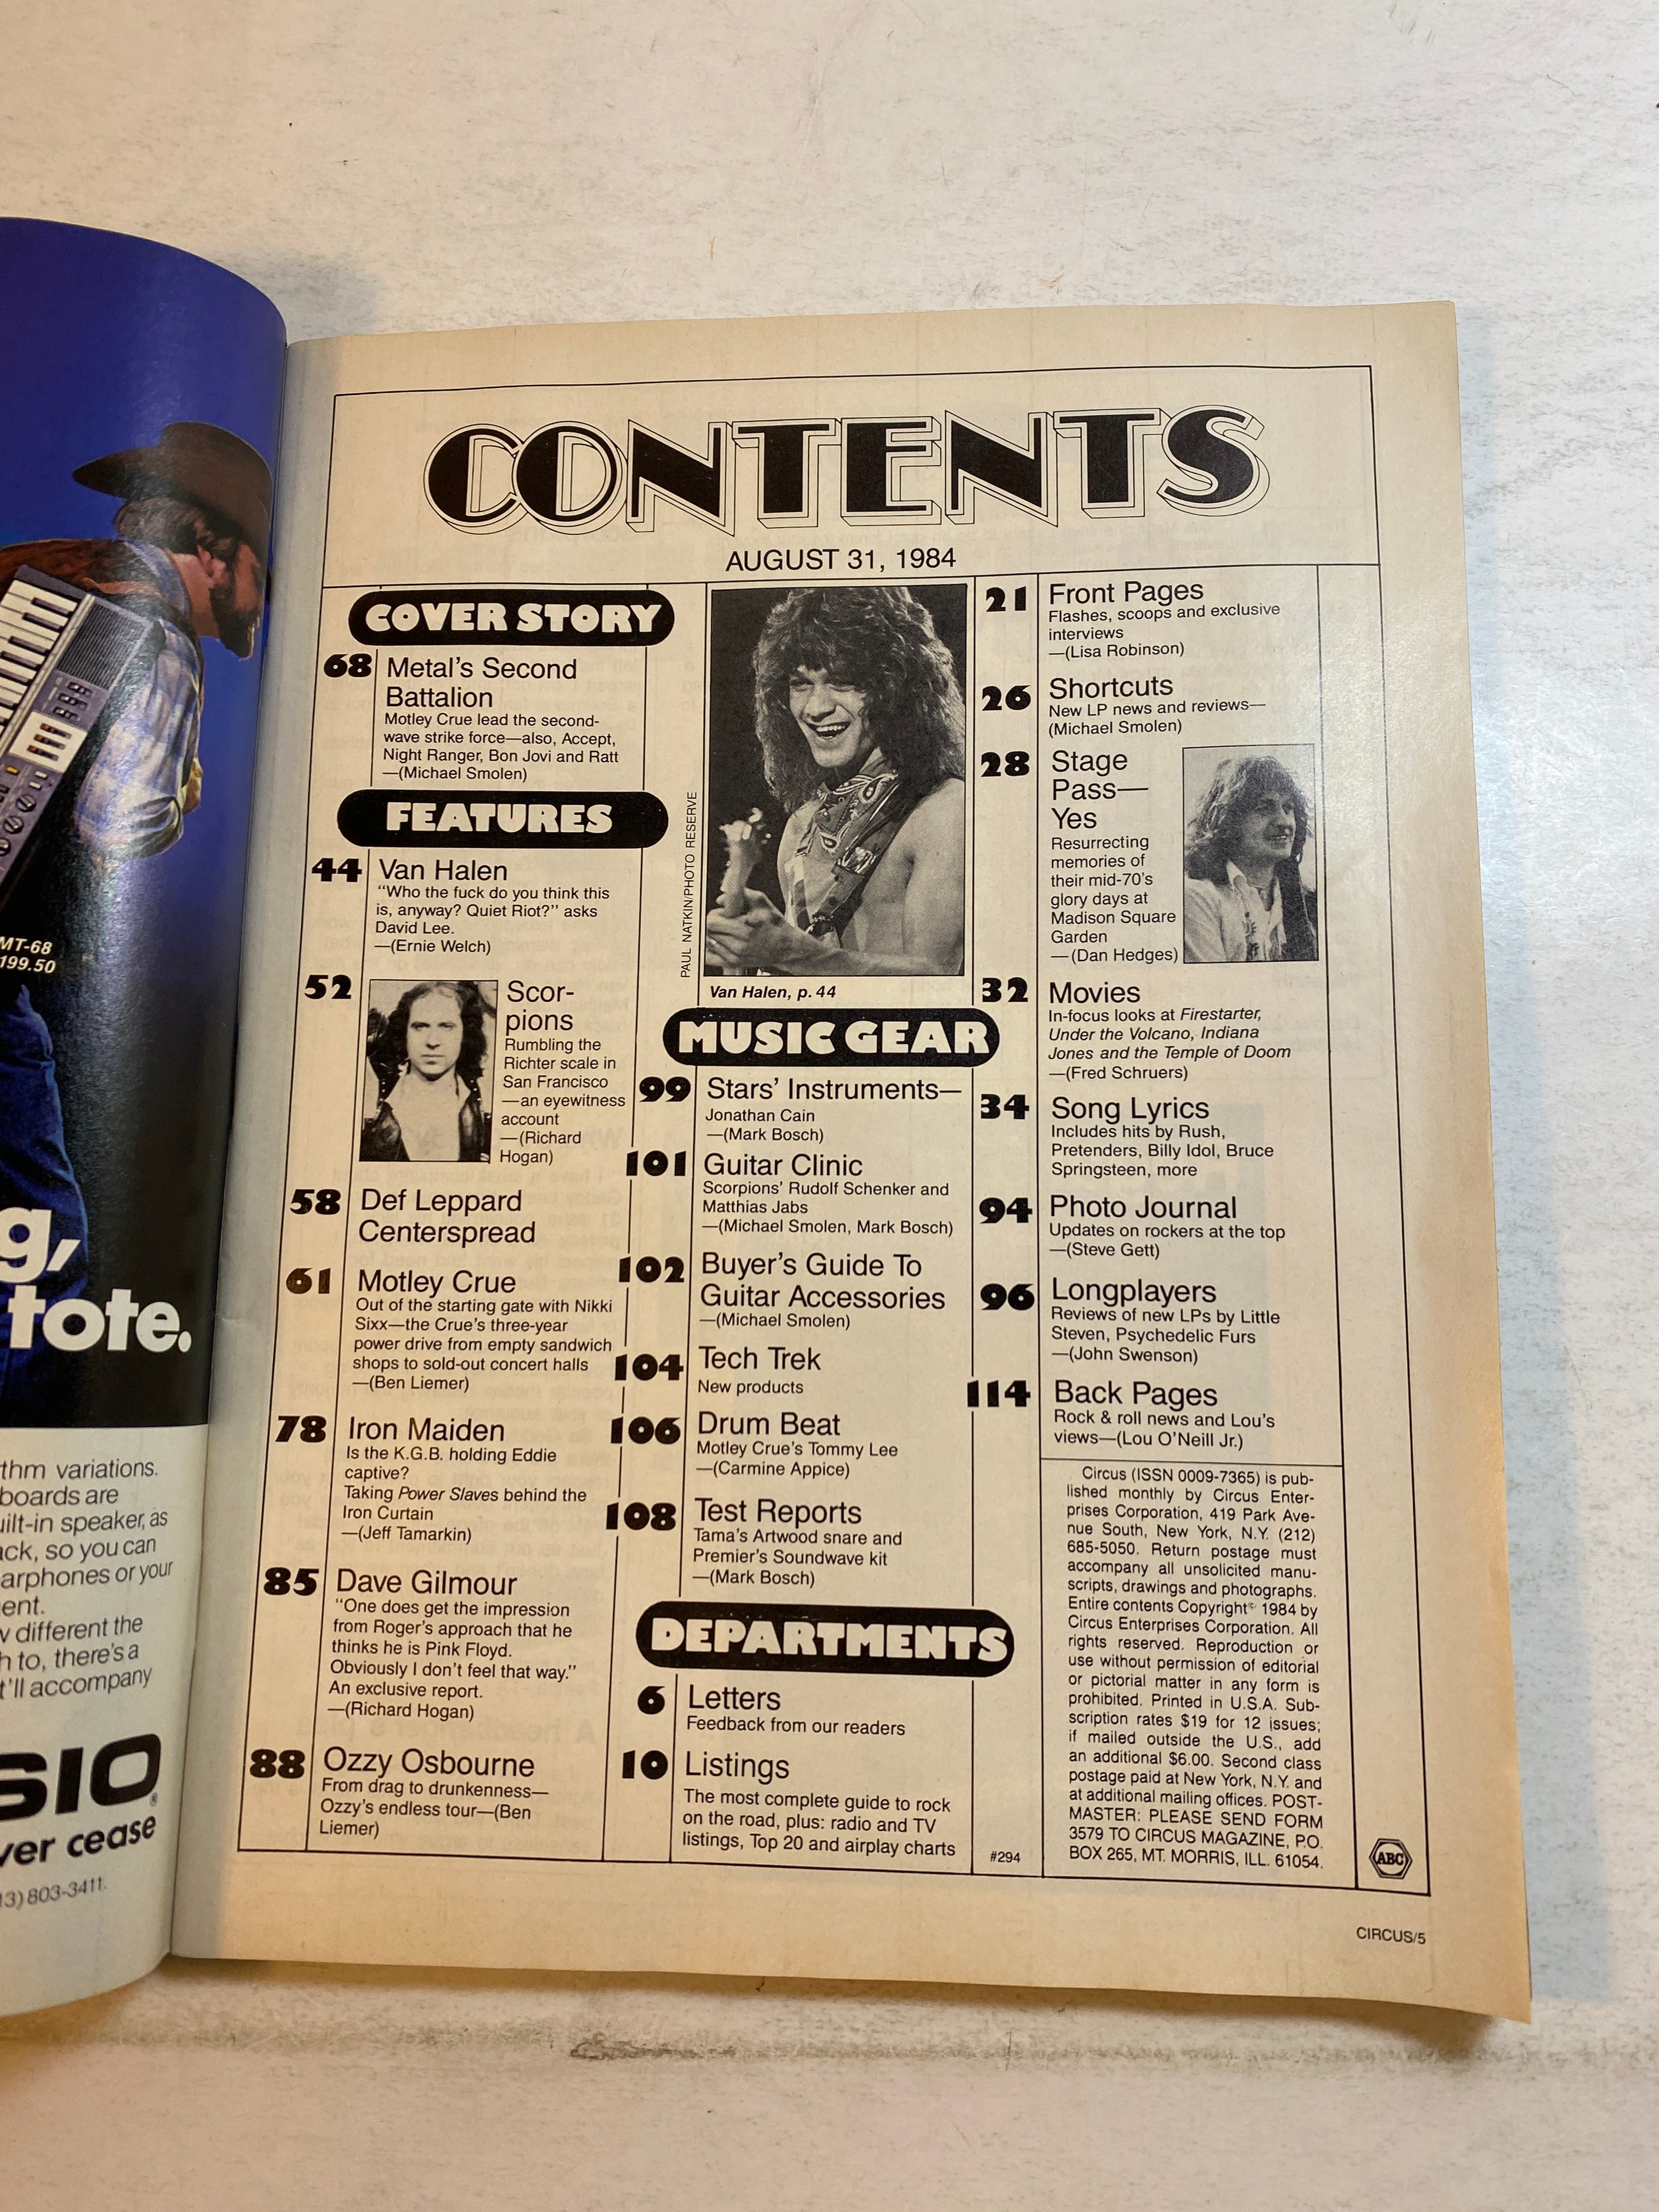 MT-68
199.50
g,
tote.
thm variations.
boards are
uilt-in speaker, as
ack, so you can
arphones or your
ent.
w different the
h to, there's a
t'll accompany
SIO
®
ver cease
13) 803-3411.
CONTENTS
AUGUST 31, 1984
COVER STORY
68 Metal's Second
Battalion
Motley Crue lead the second-
wave strike force—also, Accept,
Night Ranger, Bon Jovi and Ratt
—(Michael Smolen)
FEATURES
44 Van Halen
"Who the fuck do you think this
is, anyway? Quiet Riot?" asks
David Lee.
—(Ernie Welch)
52 Scor-
pions
Rumbling the
Richter scale in
San Francisco
—an eyewitness
account
—(Richard
Hogan)
58 Def Leppard
Centerspread
61 Motley Crue
Out of the starting gate with Nikki
Sixx—the Crue's three-year
power drive from empty sandwich
shops to sold-out concert halls
—(Ben Liemer)
78 Iron Maiden
Is the K.G.B. holding Eddie
captive?
Taking Power Slaves behind the
Iron Curtain
—(Jeff Tamarkin)
85 Dave Gilmour
"One does get the impression
from Roger's approach that he
thinks he is Pink Floyd.
Obviously I don't feel that way."
An exclusive report.
—(Richard Hogan)
88 Ozzy Osbourne
From drag to drunkenness—
Ozzy's endless tour—(Ben
Liemer)
PAUL NATKIN/PHOTO RESERVE
Van Halen, p. 44
MUSIC GEAR
99 Stars' Instruments—
Jonathan Cain
—(Mark Bosch)
101 Guitar Clinic
Scorpions' Rudolf Schenker and
Matthias Jabs
—(Michael Smolen, Mark Bosch)
102 Buyer's Guide To
Guitar Accessories
—(Michael Smolen)
104 Tech Trek
New products
106 Drum Beat
Motley Crue's Tommy Lee
—(Carmine Appice)
108 Test Reports
Tama's Artwood snare and
Premier's Soundwave kit
—(Mark Bosch)
DEPARTMENTS
6 Letters
Feedback from our readers
10 Listings
The most complete guide to rock
on the road, plus: radio and TV
listings, Top 20 and airplay charts
21 Front Pages
Flashes, scoops and exclusive
interviews
—(Lisa Robinson)
26 Shortcuts
New LP news and reviews—
(Michael Smolen)
28 Stage
Pass—
Yes
Resurrecting
memories of
their mid-70's
glory days at
Madison Square
Garden
—(Dan Hedges)
32 Movies
In-focus looks at Firestarter,
Under the Volcano, Indiana
Jones and the Temple of Doom
—(Fred Schruers)
34 Song Lyrics
Includes hits by Rush,
Pretenders, Billy Idol, Bruce
Springsteen, more
94 Photo Journal
Updates on rockers at the top
—(Steve Gett)
96 Longplayers
Reviews of new LPs by Little
Steven, Psychedelic Furs
—(John Swenson)
114 Back Pages
Rock & roll news and Lou's
views—(Lou O'Neill Jr.)
Circus (ISSN 0009-7365) is pub-
lished monthly by Circus Enter-
prises Corporation, 419 Park Ave-
nue South, New York, N.Y. (212)
685-5050. Return postage must
accompany all unsolicited manu-
scripts, drawings and photographs.
Entire contents Copyright© 1984 by
Circus Enterprises Corporation. All
rights reserved. Reproduction or
use without permission of editorial
or pictorial matter in any form is
prohibited. Printed in U.S.A. Sub-
scription rates $19 for 12 issues;
if mailed outside the U.S., add
an additional $6.00. Second class
postage paid at New York, N.Y. and
at additional mailing offices. POST-
MASTER: PLEASE SEND FORM
3579 TO CIRCUS MAGAZINE, P.O.
BOX 265, MT. MORRIS, ILL. 61054.
#294
ABC
CIRCUS/5